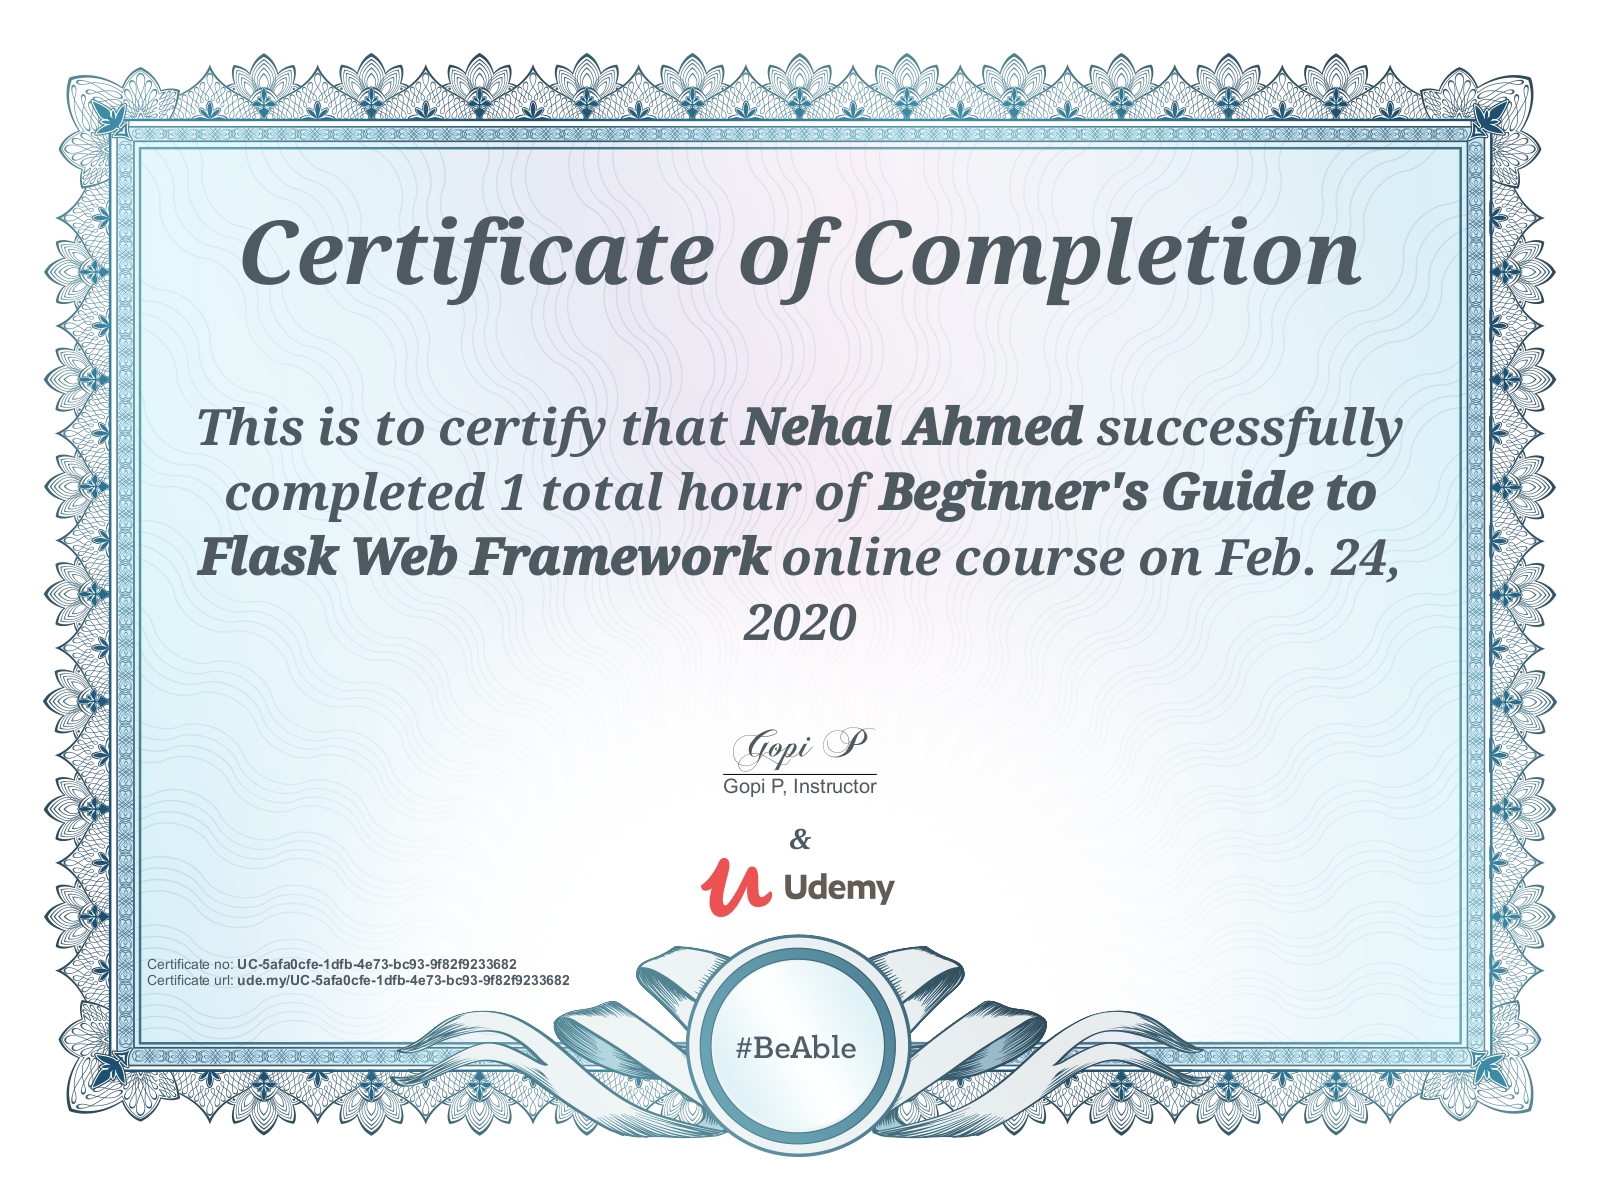 Certificate of Completion
This is to certify that Nehal Ahmed successfully
completed 1 total hour of Beginner's Guide to
Flask Web Framework online course on Feb. 24,
2020
Gopi P
Gopi P, Instructor
&
Udemy
Certificate no: UC-5afa0cfe-1dfb-4e73-bc93-9f82f9233682
Certificate url: ude.my/UC-5afa0cfe-1dfb-4e73-bc93-9f82f9233682
#BeAble